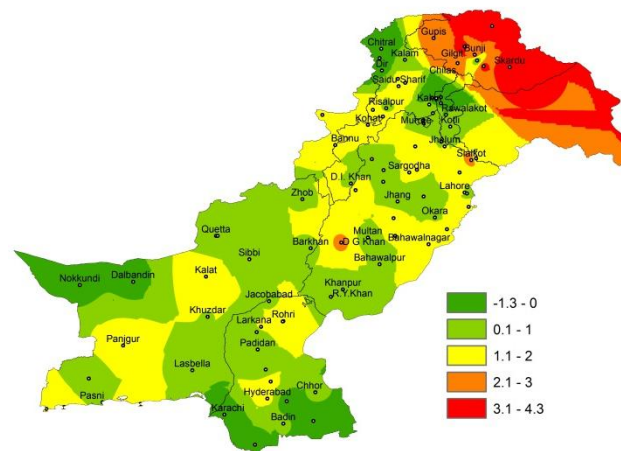 Gupis
Chitral
Bunji
Gilgit
Kalam
Dir
Skardu
Chilas
Saidu Sharif
Kakul
Risalpur
Rawalakot
Kohat
Murree
Kotli
Bannu
Jhelum
Sialkot
Sargodha
D.I. Khan
Lahore
Zhob
Jhang
Okara
Quetta
Multan
D G Khan
Bahawalnagar
Barkhan
Sibbi
Bahawalpur
Nokkundi
Dalbandin
Kalat
Khanpur
Jacobabad
R.Y.Khan
Khuzdar
Larkana
Rohri
Panjgur
Padidan
Lasbella
Pasni
Hyderabad
Chhor
Karachi
Badin
-1.3 - 0
0.1 - 1
1.1 - 2
2.1 - 3
3.1 - 4.3